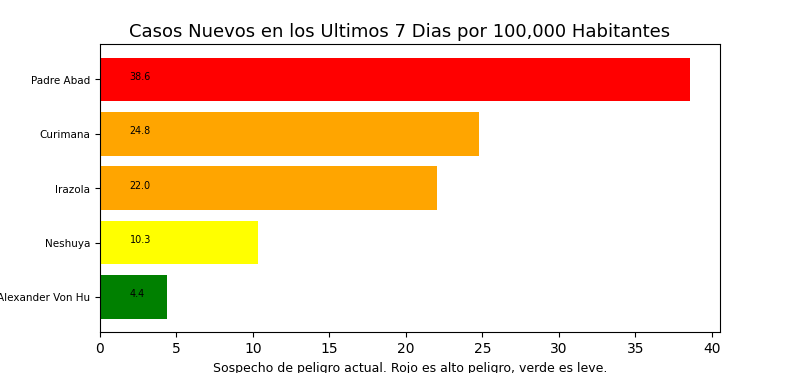 Casos Nuevos en los Ultimos 7 Dias por 100,000 Habitantes
Padre Abad 38.6
Curimana 24.8
Irazola 22.0
Neshuya 10.3
Alexander Von Hu 4.4
0 5 10 15 20 25 30 35 40
Sospecho de peligro actual. Rojo es alto peligro, verde es leve.